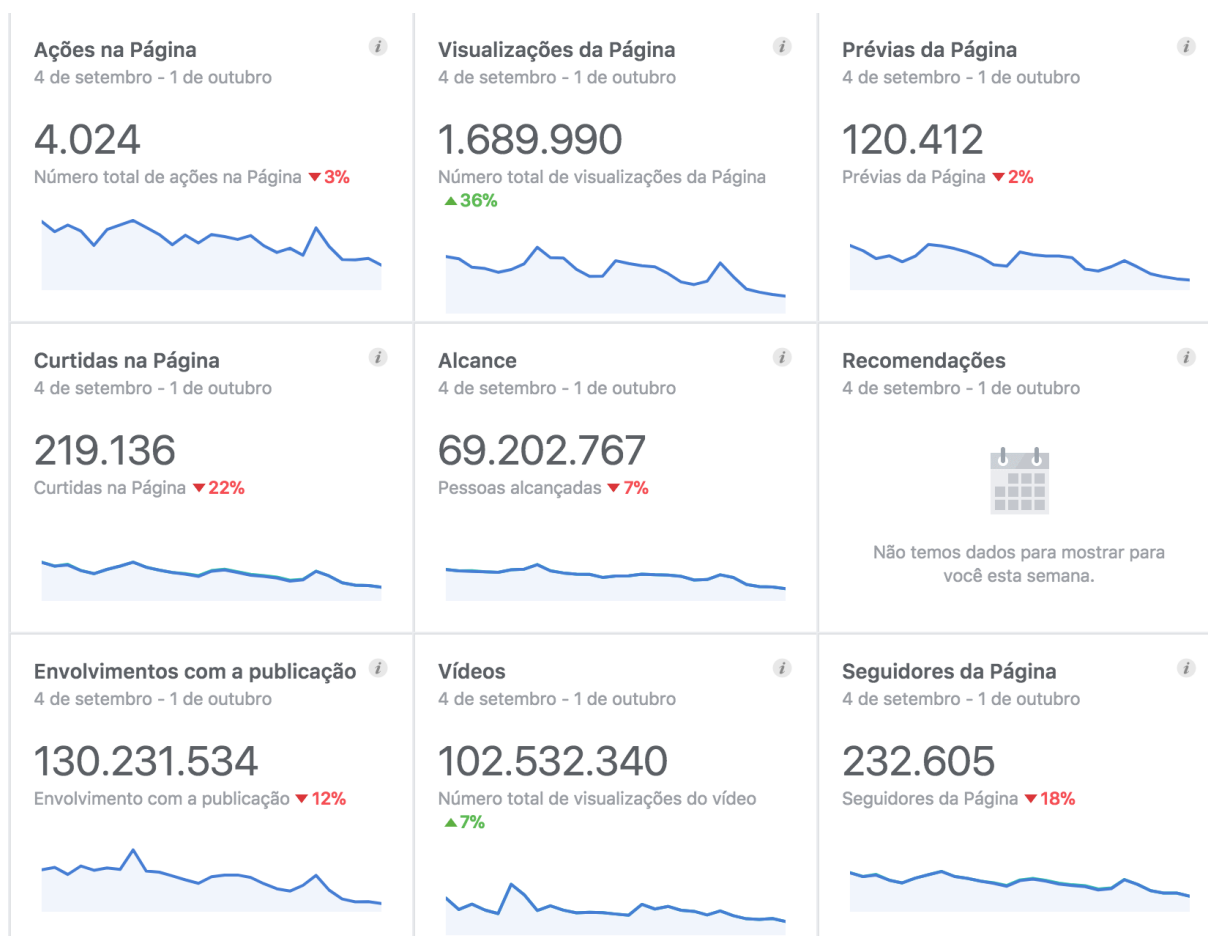 Ações na Página
4 de setembro - 1 de outubro
4.024
Número total de ações na Página ▼3%
Visualizações da Página
4 de setembro - 1 de outubro
1.689.990
Número total de visualizações da Página
▲36%
Prévias da Página
4 de setembro - 1 de outubro
120.412
Prévias da Página ▼2%
Curtidas na Página
4 de setembro - 1 de outubro
219.136
Curtidas na Página ▼22%
Alcance
4 de setembro - 1 de outubro
69.202.767
Pessoas alcançadas ▼7%
Recomendações
4 de setembro - 1 de outubro
Não temos dados para mostrar para
você esta semana.
Envolvimentos com a publicação
4 de setembro - 1 de outubro
130.231.534
Envolvimento com a publicação ▼12%
Vídeos
4 de setembro - 1 de outubro
102.532.340
Número total de visualizações do vídeo
▲7%
Seguidores da Página
4 de setembro - 1 de outubro
232.605
Seguidores da Página ▼18%